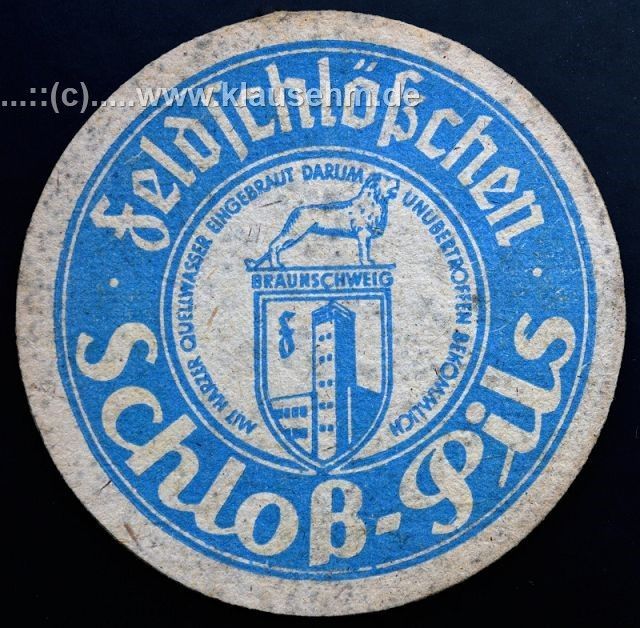 ...::(c).....www.klausehm.de
Feldschlößchen
MIT HARZER QUELLWASSER EINGEBRAUT DARUM UNÜBERTROFFEN BEKÖMMLICH
BRAUNSCHWEIG
F
Schloß-Pils